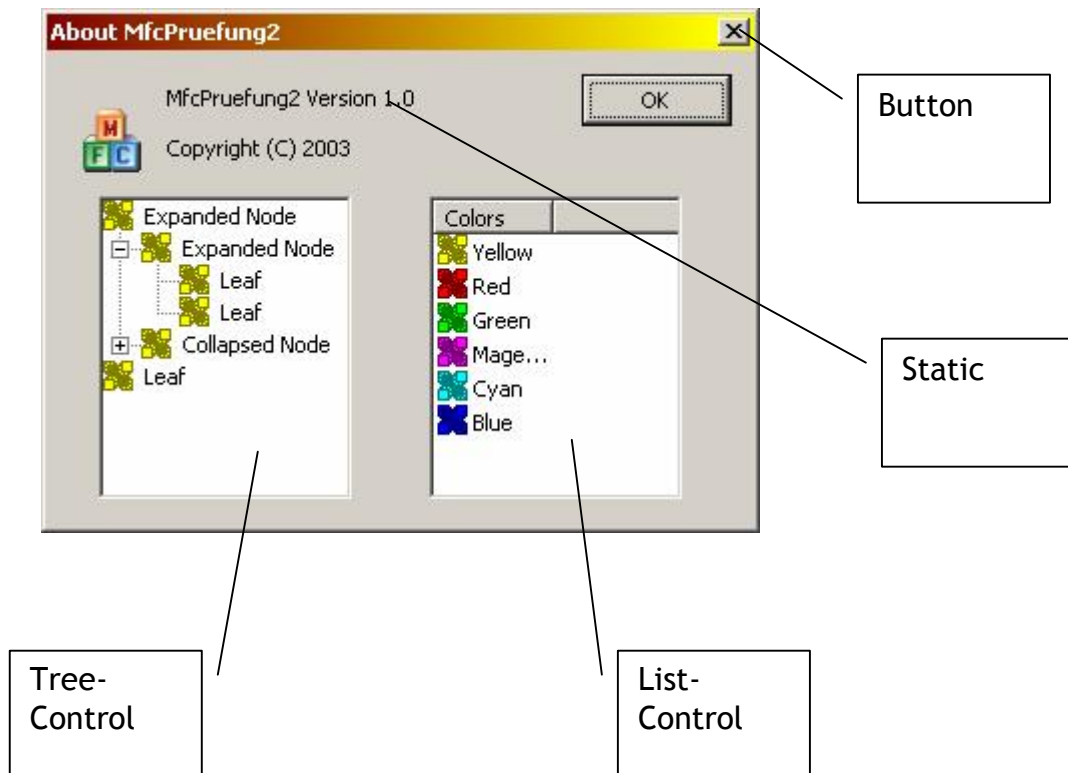 About MfcPruefung2
MfcPruefung2 Version 1.0
OK
M
F C
Copyright (C) 2003
Expanded Node
Expanded Node
Leaf
Leaf
Collapsed Node
Leaf
Colors
Yellow
Red
Green
Mage...
Cyan
Blue
Button
Static
Tree-
Control
List-
Control